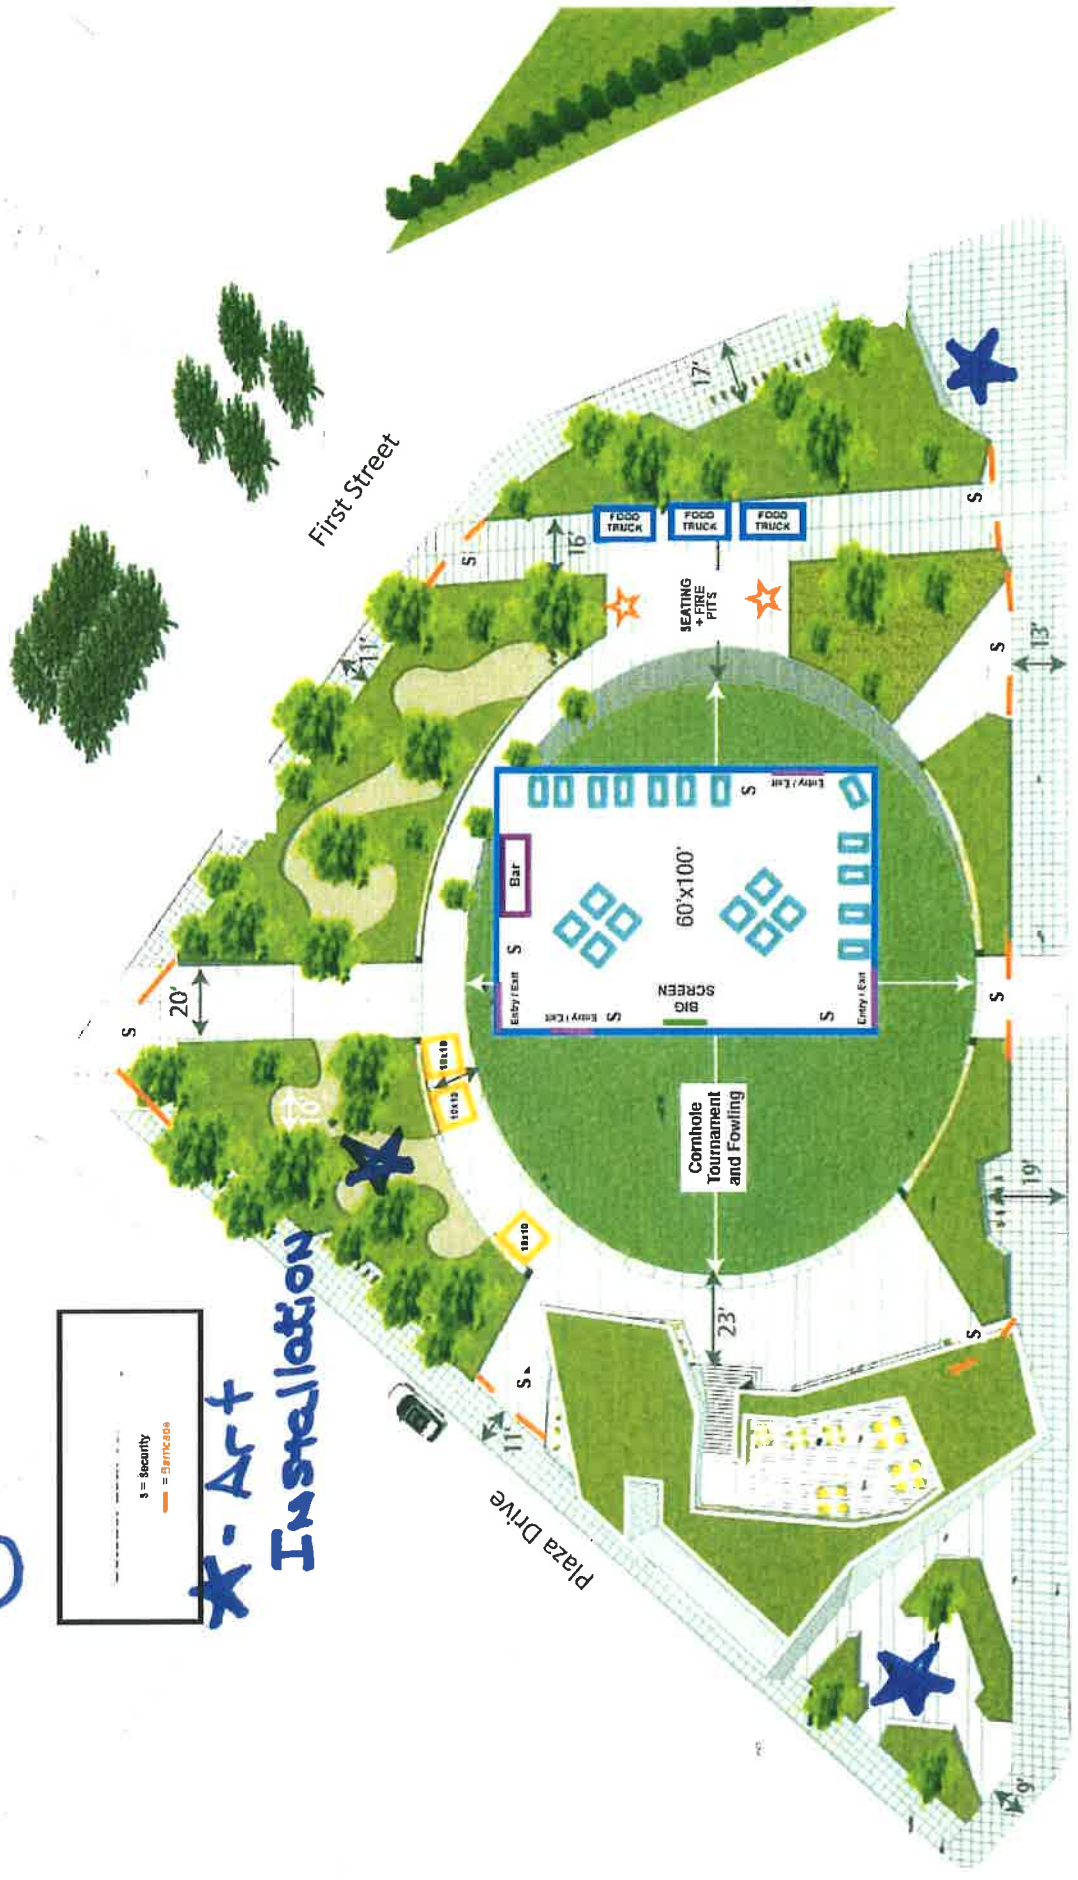 S = Security
= Barricade
★- Art
Installation
First Street
Plaza Drive
17'
16'
11'
20'
10'
11'
23'
19'
13'
9'
FOOD
TRUCK
FOOD
TRUCK
FOOD
TRUCK
SEATING
+ FIRE
PITS
Entry / Exit
Bar
60'x100'
BIG
SCREEN
Entry / Exit
Entry / Exit
Entry / Exit
10x10
10x10
10x10
Cornhole
Tournament
and Fowling
S
S
S
S
S
S
S
S
S
S
S